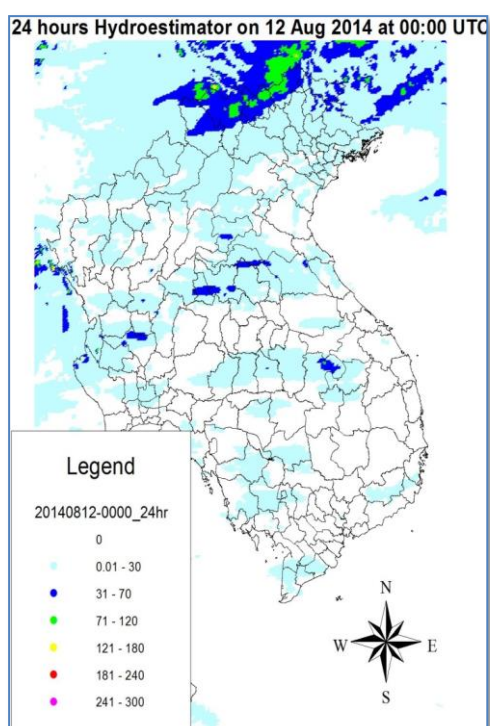 24 hours Hydroestimator on 12 Aug 2014 at 00:00 UTC
Legend
20140812-0000_24hr
0
0.01 - 30
31 - 70
71 - 120
121 - 180
181 - 240
241 - 300
N
W E
S